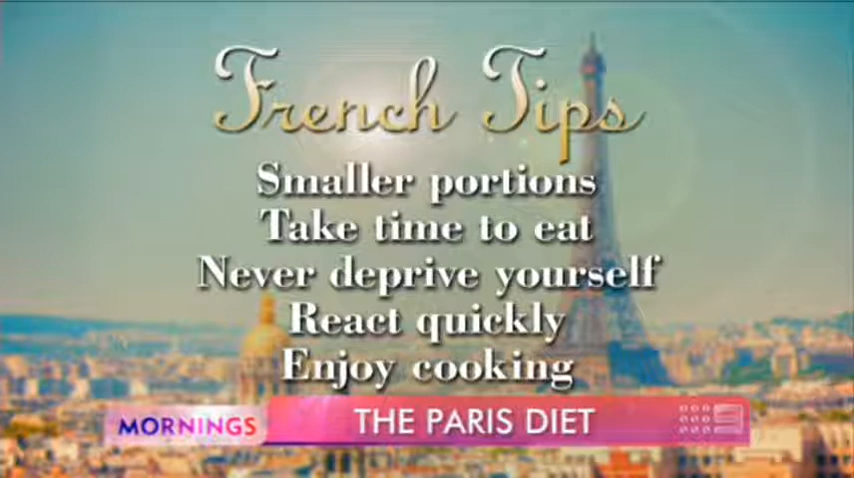 French Tips
Smaller portions
Take time to eat
Never deprive yourself
React quickly
Enjoy cooking
MORNINGS
THE PARIS DIET